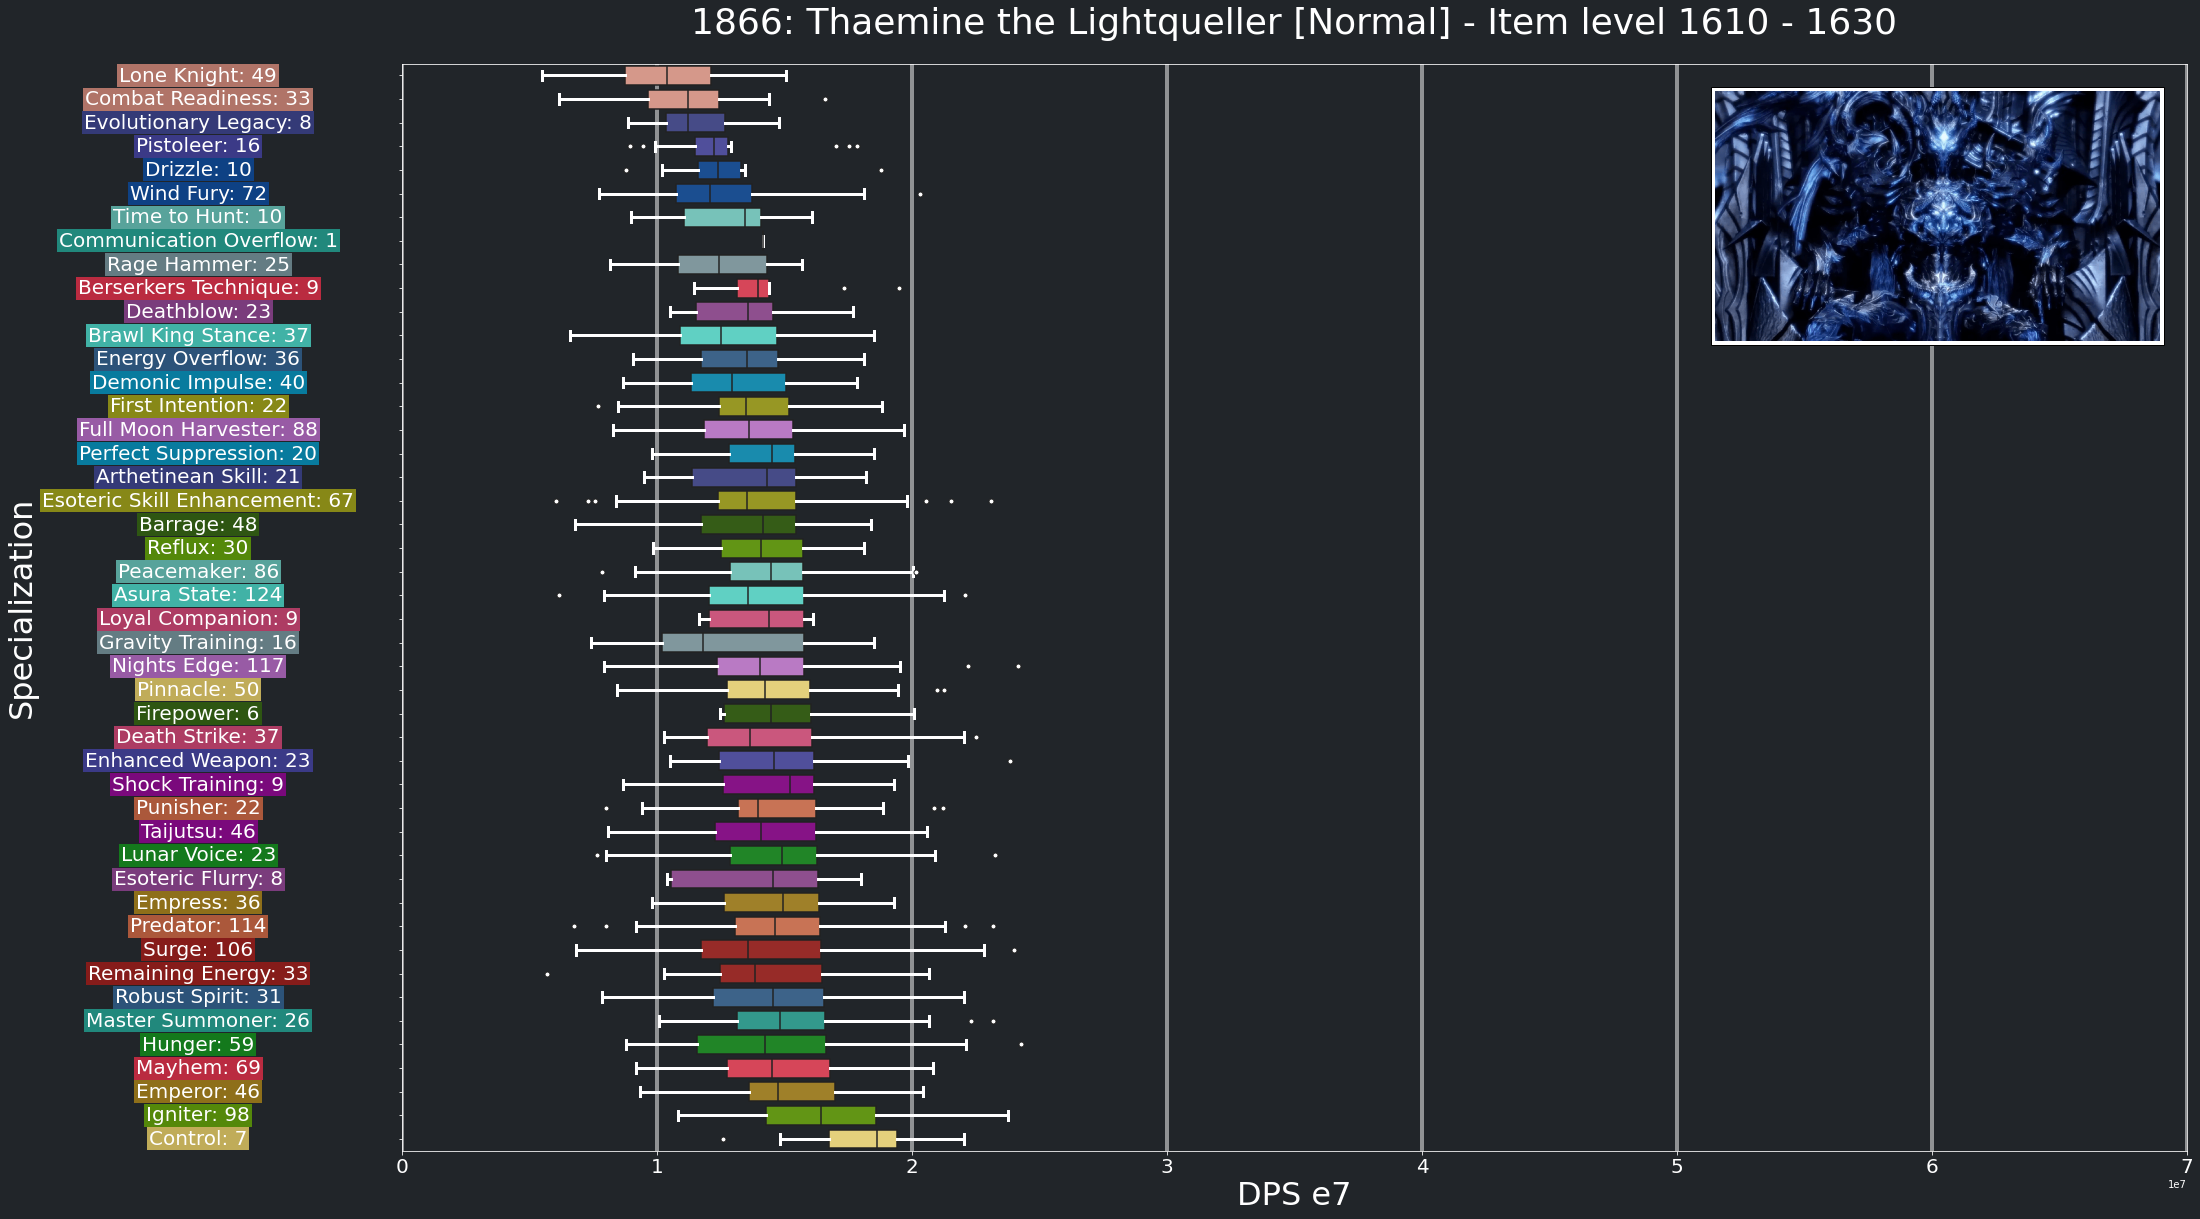 1866: Thaemine the Lightqueller [Normal] - Item level 1610 - 1630
Specialization
Lone Knight: 49
Combat Readiness: 33
Evolutionary Legacy: 8
Pistoleer: 16
Drizzle: 10
Wind Fury: 72
Time to Hunt: 10
Communication Overflow: 1
Rage Hammer: 25
Berserkers Technique: 9
Deathblow: 23
Brawl King Stance: 37
Energy Overflow: 36
Demonic Impulse: 40
First Intention: 22
Full Moon Harvester: 88
Perfect Suppression: 20
Arthetinean Skill: 21
Esoteric Skill Enhancement: 67
Barrage: 48
Reflux: 30
Peacemaker: 86
Asura State: 124
Loyal Companion: 9
Gravity Training: 16
Nights Edge: 117
Pinnacle: 50
Firepower: 6
Death Strike: 37
Enhanced Weapon: 23
Shock Training: 9
Punisher: 22
Taijutsu: 46
Lunar Voice: 23
Esoteric Flurry: 8
Empress: 36
Predator: 114
Surge: 106
Remaining Energy: 33
Robust Spirit: 31
Master Summoner: 26
Hunger: 59
Mayhem: 69
Emperor: 46
Igniter: 98
Control: 7
0 1 2 3 4 5 6 7
1e7
DPS e7